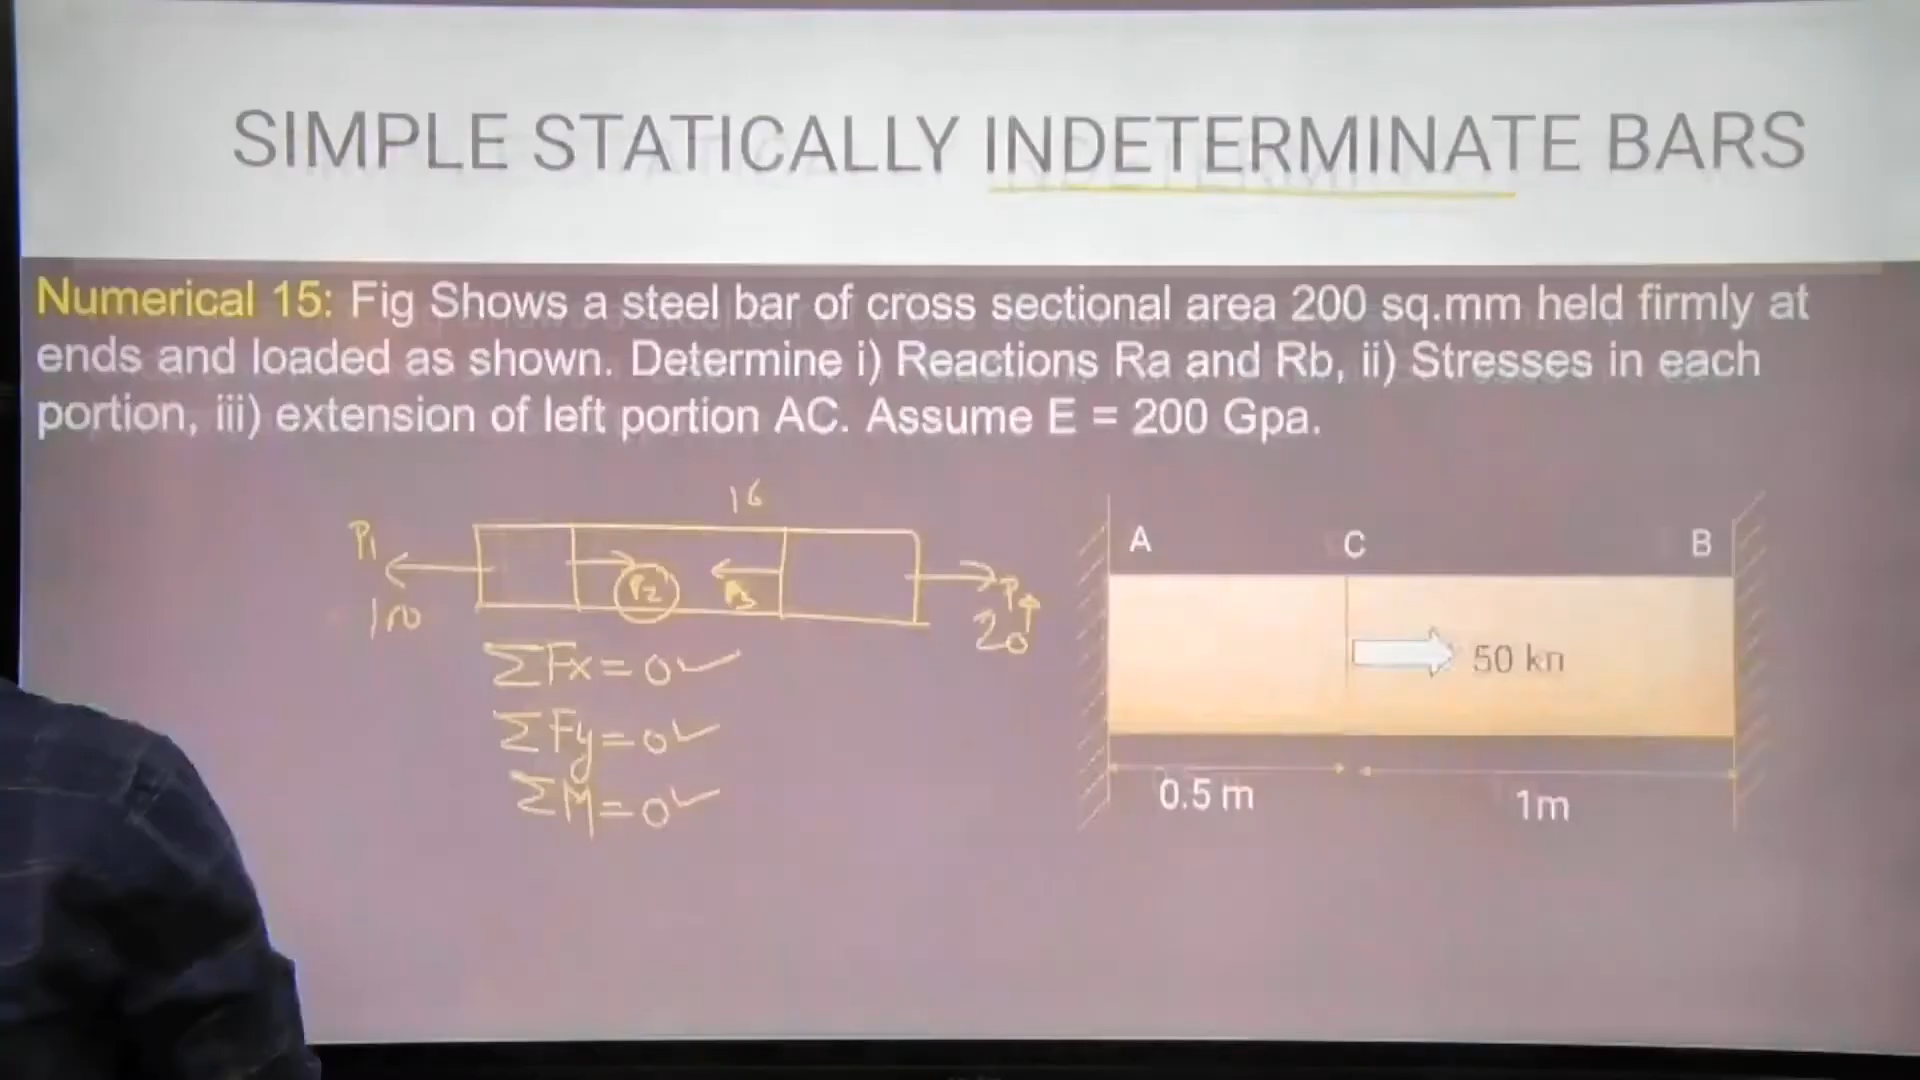 SIMPLE STATICALLY INDETERMINATE BARS
Numerical 15: Fig Shows a steel bar of cross sectional area 200 sq.mm held firmly at
ends and loaded as shown. Determine i) Reactions Ra and Rb, ii) Stresses in each
portion, iii) extension of left portion AC. Assume E = 200 Gpa.
16
P1
P2
P3
20
ΣFx=0✓
ΣFy=0✓
ΣM=0✓
A C B
50 kn
0.5 m 1m